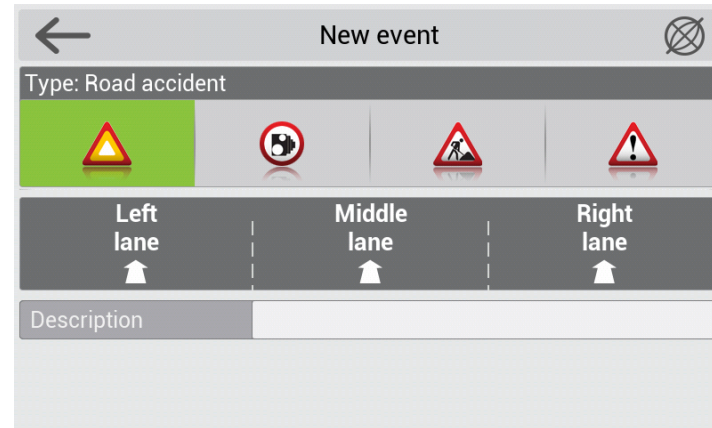 New event
Type: Road accident
Left
lane
Middle
lane
Right
lane
Description